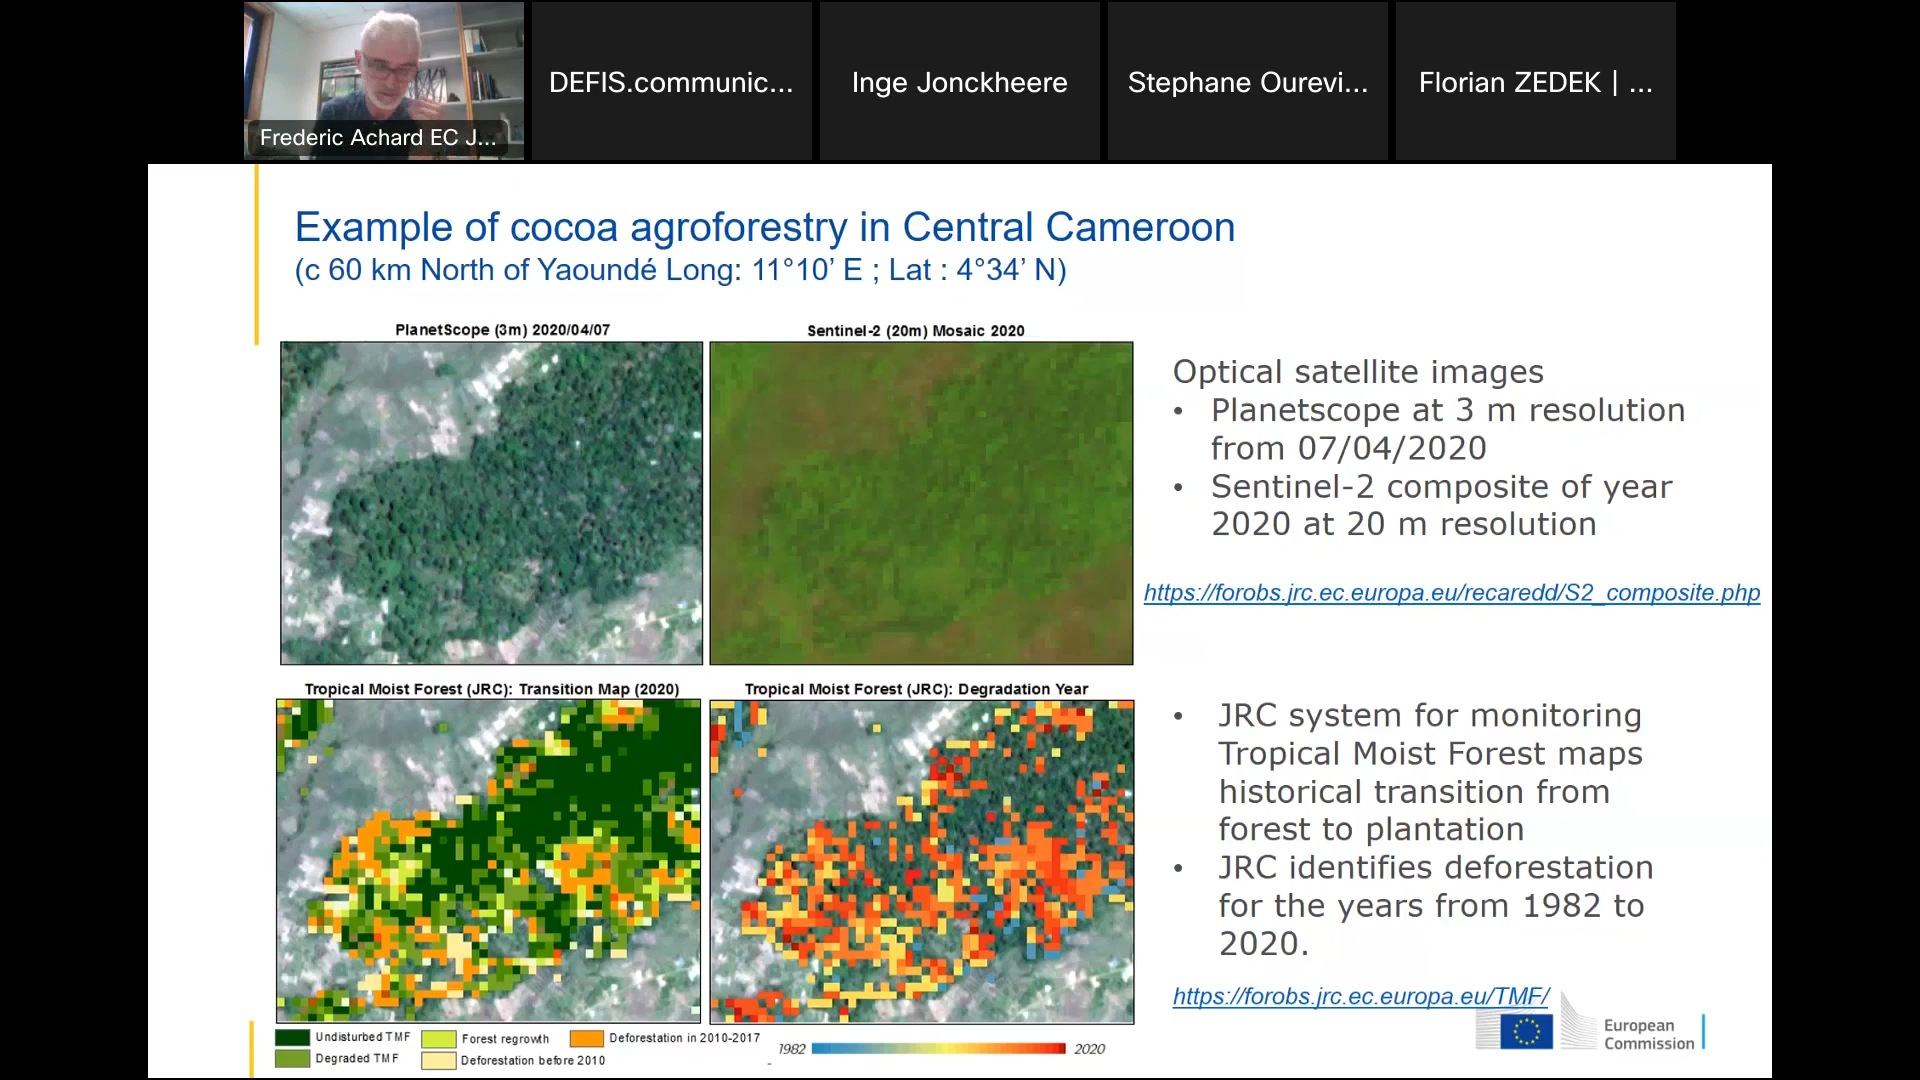 Frederic Achard EC J...
DEFIS.communic...
Inge Jonckheere
Stephane Ourevi...
Florian ZEDEK | ...
Example of cocoa agroforestry in Central Cameroon
(c 60 km North of Yaoundé Long: 11°10’ E ; Lat : 4°34’ N)
PlanetScope (3m) 2020/04/07
Sentinel-2 (20m) Mosaic 2020
Optical satellite images
• Planetscope at 3 m resolution
from 07/04/2020
• Sentinel-2 composite of year
2020 at 20 m resolution
https://forobs.jrc.ec.europa.eu/recaredd/S2_composite.php
Tropical Moist Forest (JRC): Transition Map (2020)
Tropical Moist Forest (JRC): Degradation Year
• JRC system for monitoring
Tropical Moist Forest maps
historical transition from
forest to plantation
• JRC identifies deforestation
for the years from 1982 to
2020.
https://forobs.jrc.ec.europa.eu/TMF/
Undisturbed TMF
Forest regrowth
Deforestation in 2010-2017
Degraded TMF
Deforestation before 2010
1982
2020
European
Commission